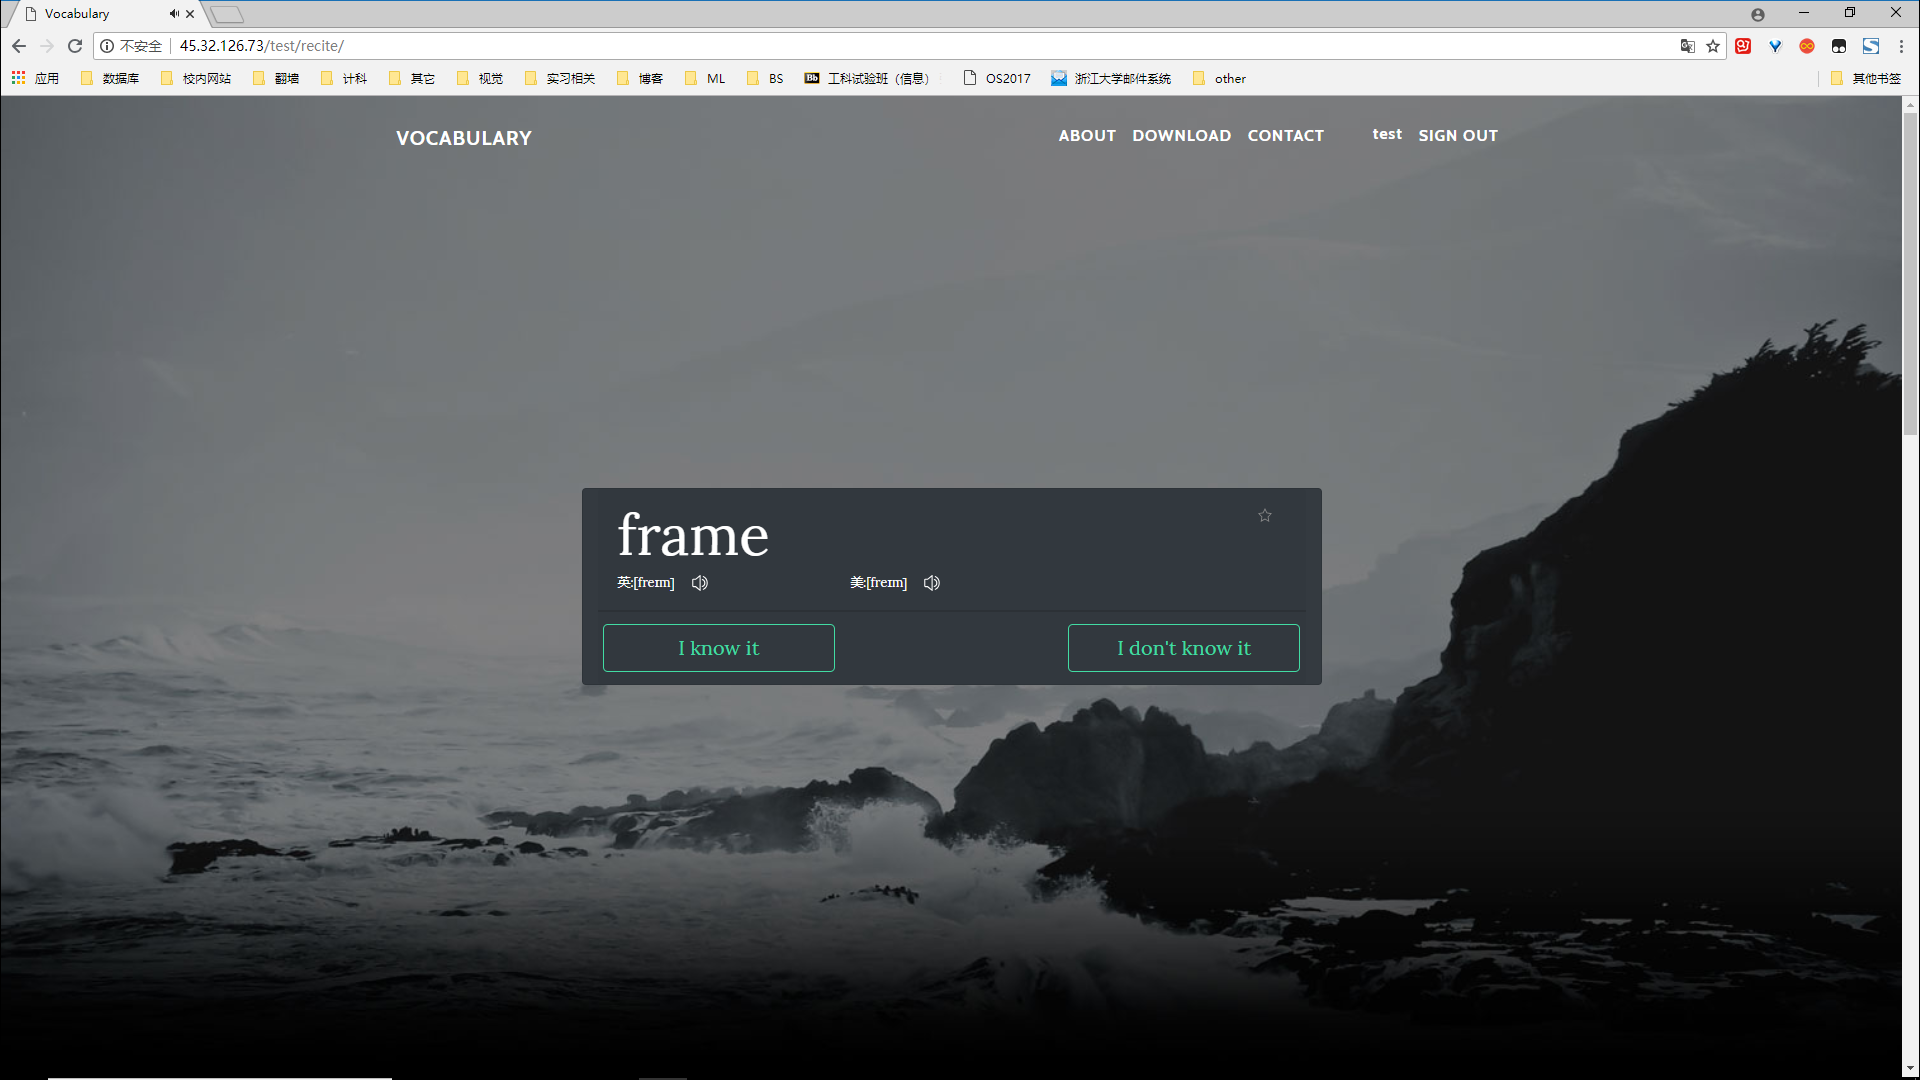 Vocabulary
不安全 45.32.126.73/test/recite/
应用 数据库 校内网站 翻墙 计科 其它 视觉 实习相关 博客 ML BS Bb 工科试验班（信息） OS2017 浙江大学邮件系统 other 其他书签
VOCABULARY ABOUT DOWNLOAD CONTACT test SIGN OUT
frame
英:[freɪm] 美:[freɪm]
I know it I don't know it